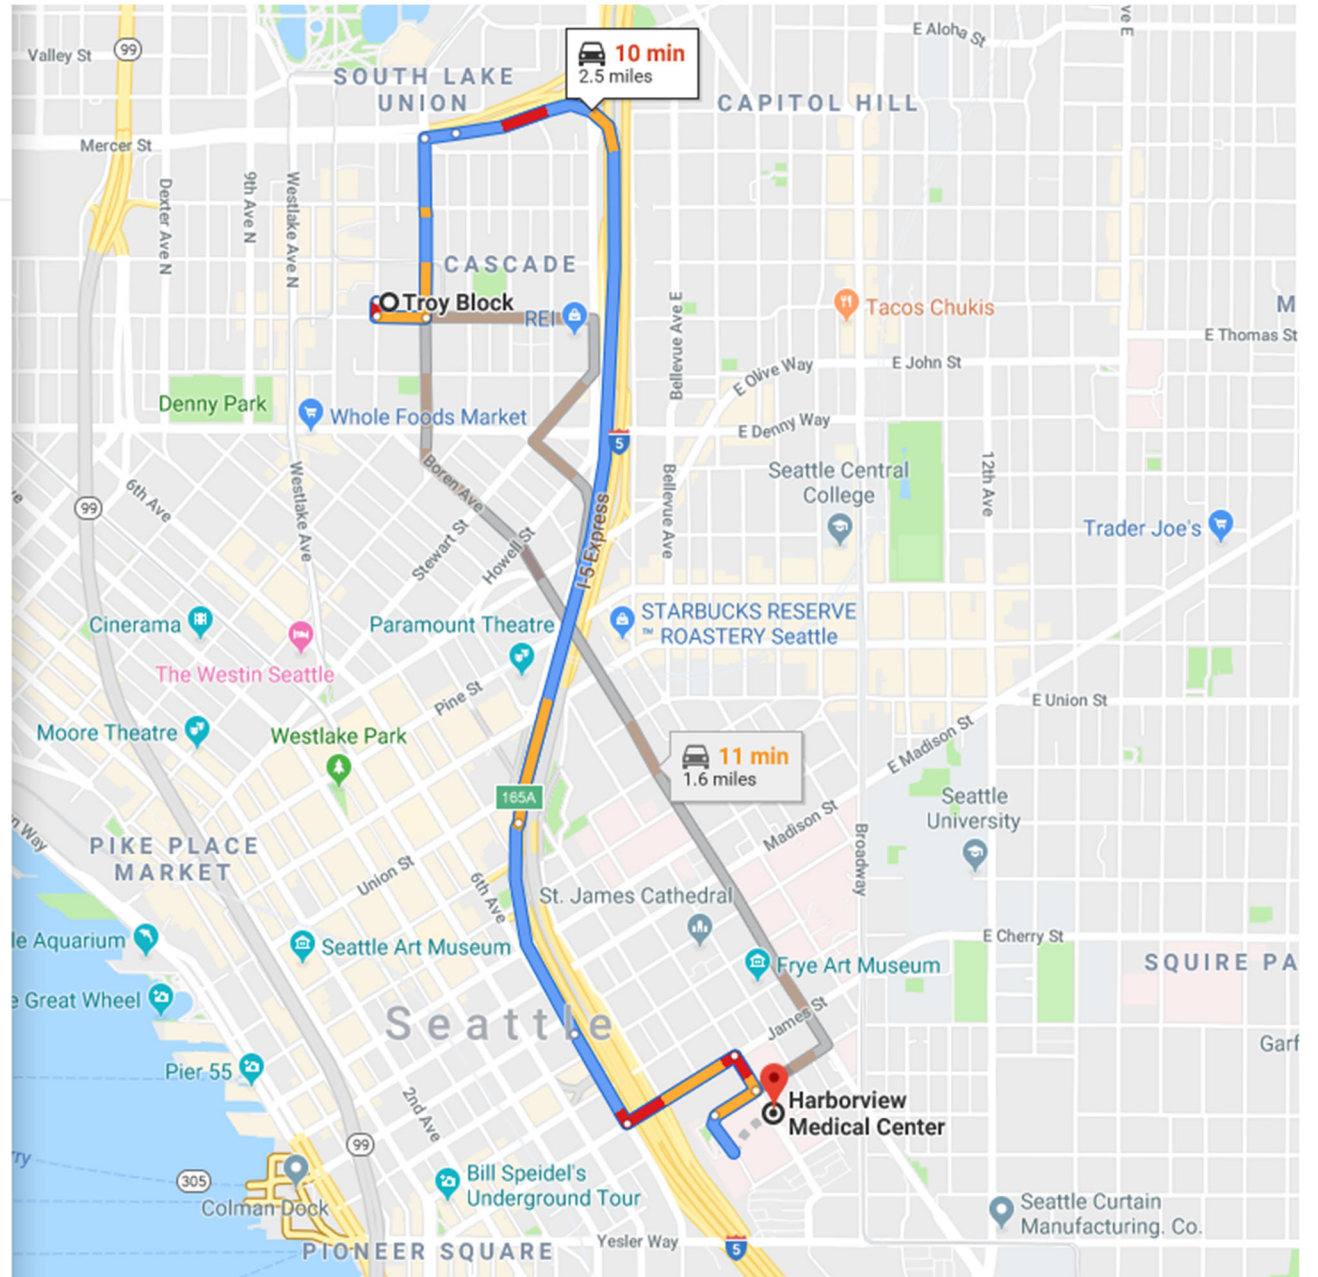 E Aloha St
Valley St
99
10 min
2.5 miles
SOUTH LAKE
UNION
CAPITOL HILL
Mercer St
Dexter Ave N
9th Ave N
Westlake Ave N
CASCADE
Troy Block
REI
Bellevue Ave E
Tacos Chukis
M
E Thomas St
E John St
E Olive Way
Denny Park
Whole Foods Market
E Denny Way
5
Boren Ave
Westlake Ave
6th Ave
99
Seattle Central
College
Bellevue Ave
12th Ave
Trader Joe's
I-5 Express
Stewart St
Howell St
Cinerama
Paramount Theatre
STARBUCKS RESERVE
™ ROASTERY Seattle
The Westin Seattle
Pine St
E Union St
Moore Theatre
Westlake Park
E Madison St
11 min
1.6 miles
165A
Seattle
University
Madison St
n Way
PIKE PLACE
MARKET
Broadway
Union St
6th Ave
St. James Cathedral
le Aquarium
Seattle Art Museum
E Cherry St
Frye Art Museum
SQUIRE PA
e Great Wheel
Seattle
James St
Garf
Pier 55
2nd Ave
Harborview
Medical Center
99
ry
305
Bill Speidel's
Underground Tour
Colman Dock
Seattle Curtain
Manufacturing. Co.
Yesler Way
5
PIONEER SQUARE